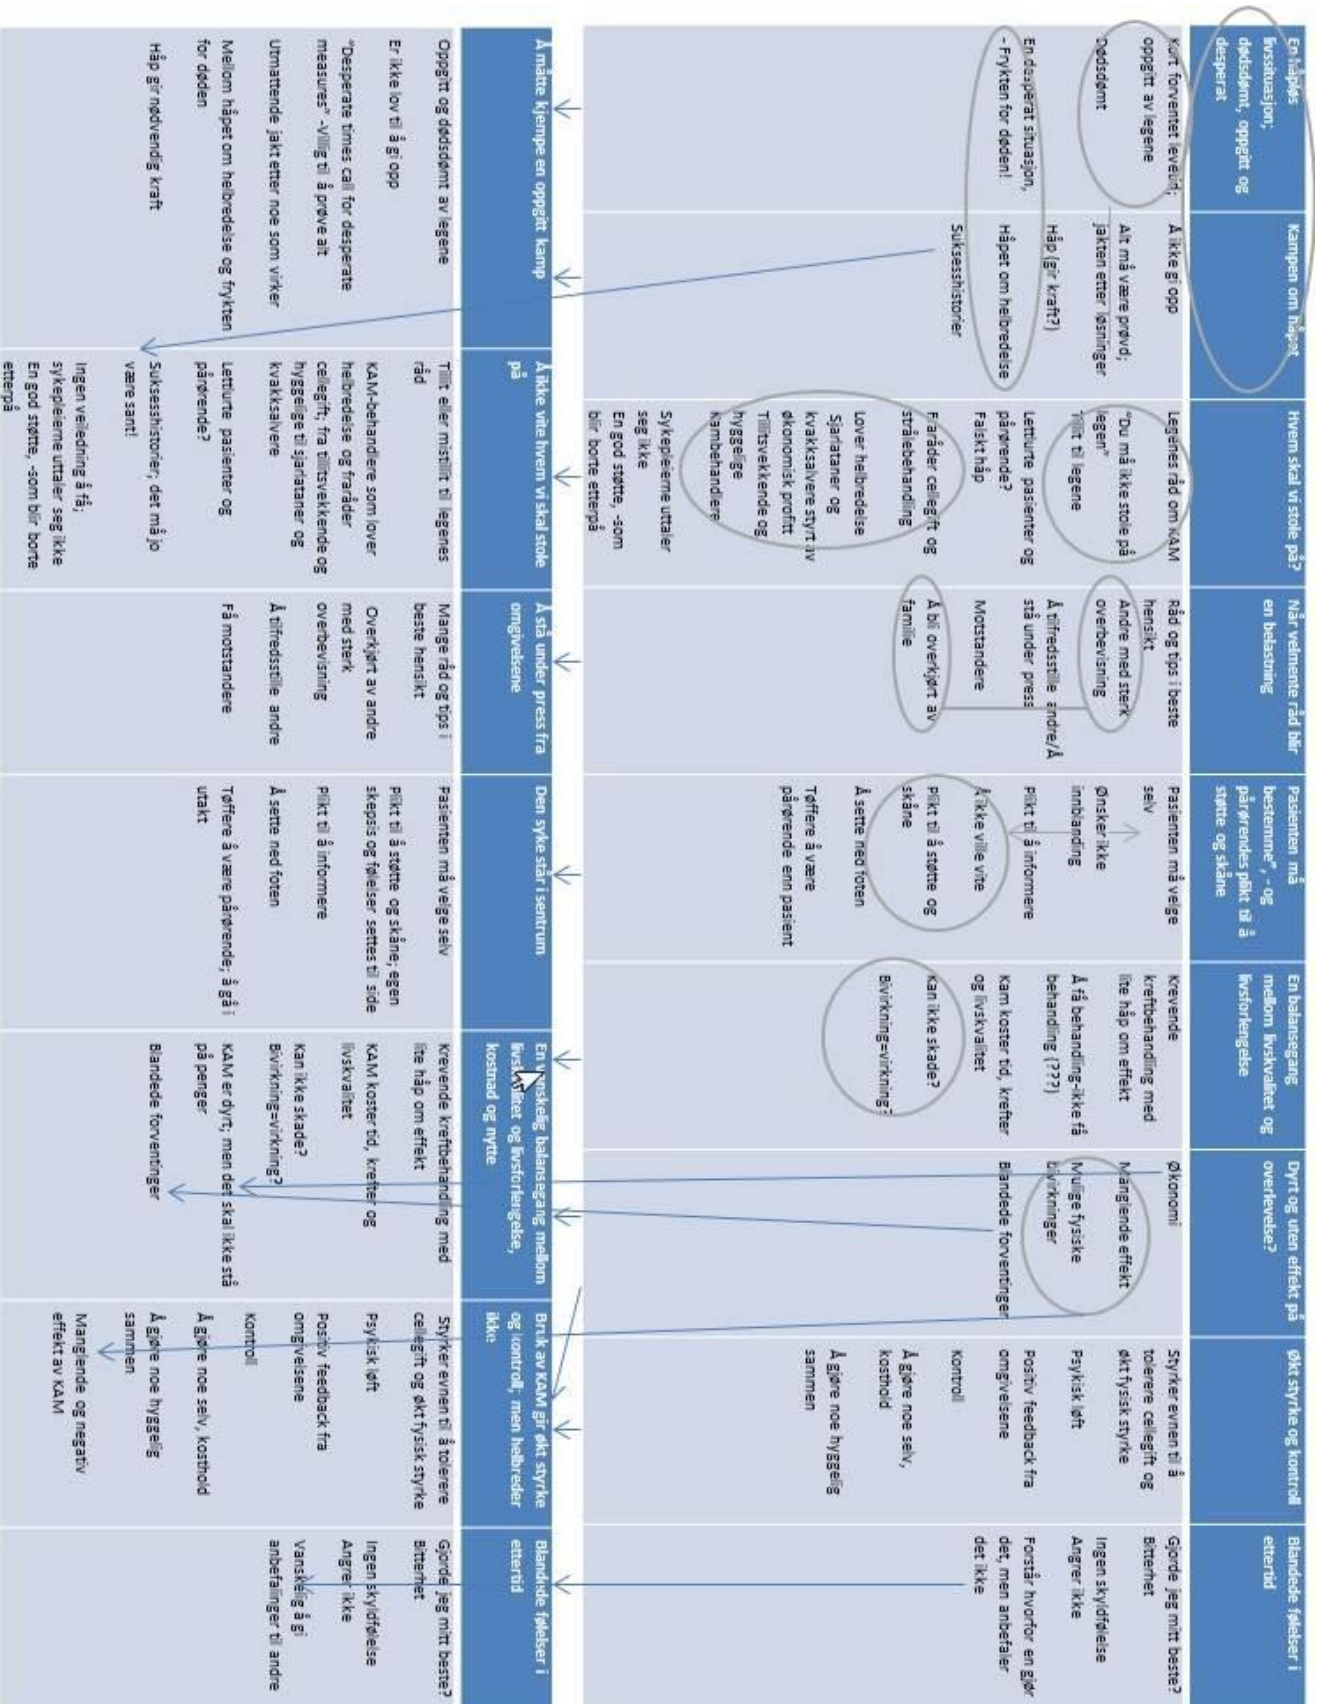 En håpløs
livssituasjon;
dødsdømt, oppgitt og
desperat
Kort forventet levetid;
oppgitt av legene
Dødsdømt
En desperat situasjon,
- Frykten for døden!
Kampen om håpet
Å ikke gi opp
Alt må være prøvd;
jakten etter løsninger
Håp (gir kraft?)
Håpet om helbredelse
Suksesshistorier
Hvem skal vi stole på?
Legenes råd om KAM
"Du må ikke stole på
legen"
Tillit til legene
Lettlurte pasienter og
pårørende?
Falskt håp
Fraråder cellegift og
strålebehandling
Lover helbredelse
Sjarlataner og
kvakksalvere styrt av
økonomisk profitt
Tillitsvekkende og
hyggelige
kambehandlere
Sykepleierne uttaler
seg ikke
En god støtte, -som
blir borte etterpå
Når velmente råd blir
en belastning
Råd og tips i beste
hensikt
Andre med sterk
overbevisning
Å tilfredsstille andre/Å
stå under press
Motstandere
Å bli overkjørt av
familie
Pasienten må
bestemme", - og
pårørendes plikt til å
støtte og skåne
Pasienten må velge
selv
Ønsker ikke
innblanding
Plikt til å informere
Å ikke ville vite
Plikt til å støtte og
skåne
Å sette ned foten
Tøffere å være
pårørende enn pasient
En balansegang
mellom livskvalitet og
livsforlengelse
Krevende
kreftbehandling med
lite håp om effekt
Å få behandling-ikke få
behandling (???)
Kam koster tid, krefter
og livskvalitet
Kan ikke skade?
Bivirkning=virkning?
Dyrt og uten effekt på
overlevelse?
Økonomi
Manglende effekt
Mulige fysiske
bivirkninger
Blandede forventinger
Økt styrke og kontroll
Styrker evnen til å
tolerere cellegift og
økt fysisk styrke
Psykisk løft
Positiv feedback fra
omgivelsene
Kontroll
Å gjøre noe selv,
kosthold
Å gjøre noe hyggelig
sammen
Blandede følelser i
ettertid
Gjorde jeg mitt beste?
Bitterhet
Ingen skyldfølelse
Angrer ikke
Forstår hvorfor en gjør
det, men anbefaler
det ikke
Å måtte kjempe en oppgitt kamp
Oppgitt og dødsdømt av legene
Er ikke lov til å gi opp
"Desperate times call for desperate
measures" -villig til å prøve alt
Utmattende jakt etter noe som virker
Mellom håpet om helbredelse og frykten
for døden
Håp gir nødvendig kraft
Å ikke vite hvem vi skal stole
på
Tillit eller mistillit til legenes
råd
KAM-behandlere som lover
helbredelse og fraråder
cellegift; fra tillitsvekkende og
hyggelige til sjarlataner og
kvakksalvere
Lettlurte pasienter og
pårørende?
Suksesshistorier; det må jo
være sant!
Ingen veiledning å få;
sykepleierne uttaler seg ikke
En god støtte, -som blir borte
etterpå
Å stå under press fra
omgivelsene
Mange råd og tips i
beste hensikt
Overkjørt av andre
med sterk
overbevisning
Å tilfredsstille andre
Få motstandere
Den syke står i sentrum
Pasienten må velge selv
Plikt til å støtte og skåne; egen
skepsis og følelser settes til side
Plikt til å informere
Å sette ned foten
Tøffere å være pårørende; å gå i
utakt
En vanskelig balansegang mellom
livskvalitet og livsforlengelse,
kostnad og nytte
Krevende kreftbehandling med
lite håp om effekt
KAM koster tid, krefter og
livskvalitet
Kan ikke skade?
Bivirkning=virkning?
KAM er dyrt; men det skal ikke stå
på penger
Blandede forventinger
Bruk av KAM gir økt styrke
og kontroll; men helbreder
ikke
Styrker evnen til å tolerere
cellegift og økt fysisk styrke
Psykisk løft
Positiv feedback fra
omgivelsene
Kontroll
Å gjøre noe selv, kosthold
Å gjøre noe hyggelig
sammen
Manglende og negativ
effekt av KAM
Blandede følelser i
ettertid
Gjorde jeg mitt beste?
Bitterhet
Ingen skyldfølelse
Angrer ikke
Vanskelig å gi
anbefalinger til andre